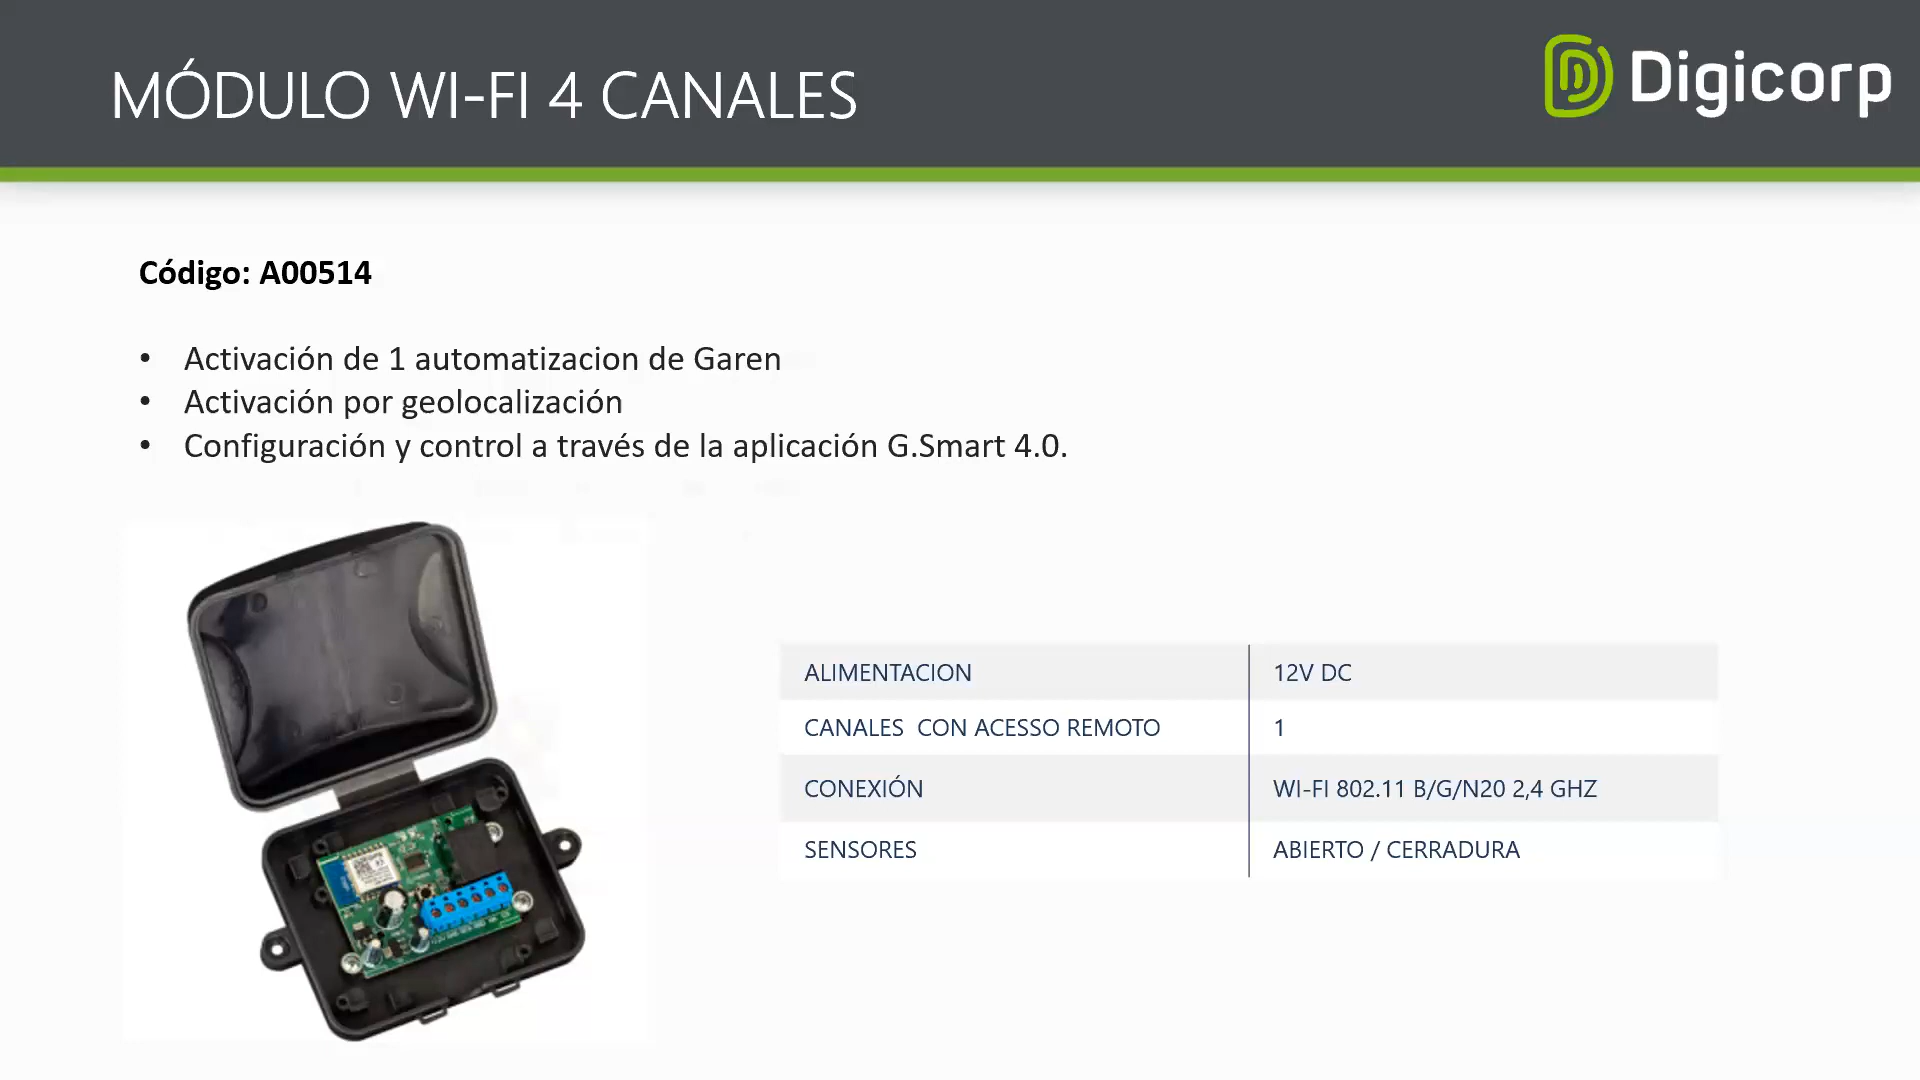 MÓDULO WI-FI 4 CANALES
Digicorp
Código: A00514
• Activación de 1 automatizacion de Garen
• Activación por geolocalización
• Configuración y control a través de la aplicación G.Smart 4.0.
ALIMENTACION 12V DC
CANALES CON ACESSO REMOTO 1
CONEXIÓN WI-FI 802.11 B/G/N20 2,4 GHZ
SENSORES ABIERTO / CERRADURA